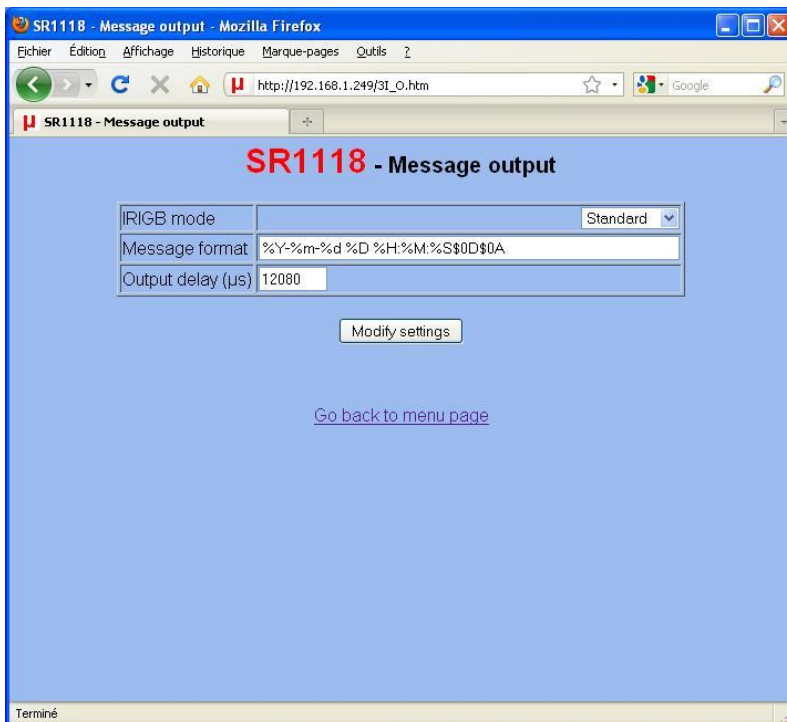 SR1118 - Message output - Mozilla Firefox
Fichier Édition Affichage Historique Marque-pages Outils ?
µ http://192.168.1.249/3I_O.htm Google
µ SR1118 - Message output
SR1118 - Message output
IRIGB mode Standard
Message format %Y-%m-%d %D %H:%M:%S$0D$0A
Output delay (µs) 12080
Modify settings
Go back to menu page
Terminé